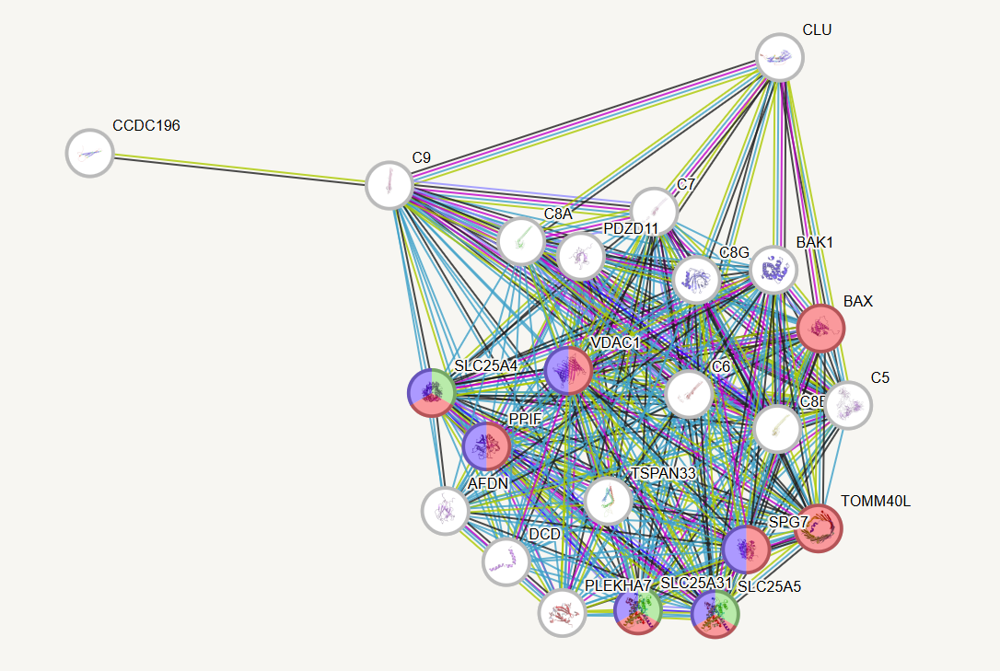 CLU
CCDC196
C9
C7
C8A
PDZD11
BAK1
C8G
BAX
VDAC1
SLC25A4
C6
C5
C8B
PPIF
TSPAN33
AFDN
TOMM40L
SPG7
DCD
PLEKHA7
SLC25A31
SLC25A5